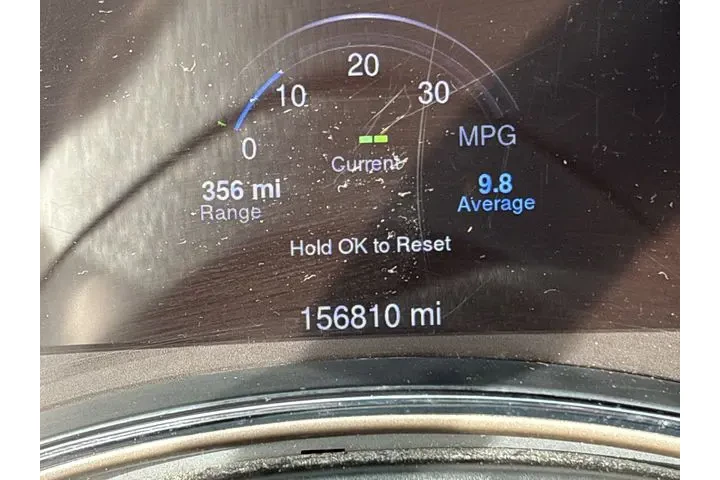 20
10
30
0
MPG
Current
356 mi
9.8
Range
Average
Hold OK to Reset
156810 mi